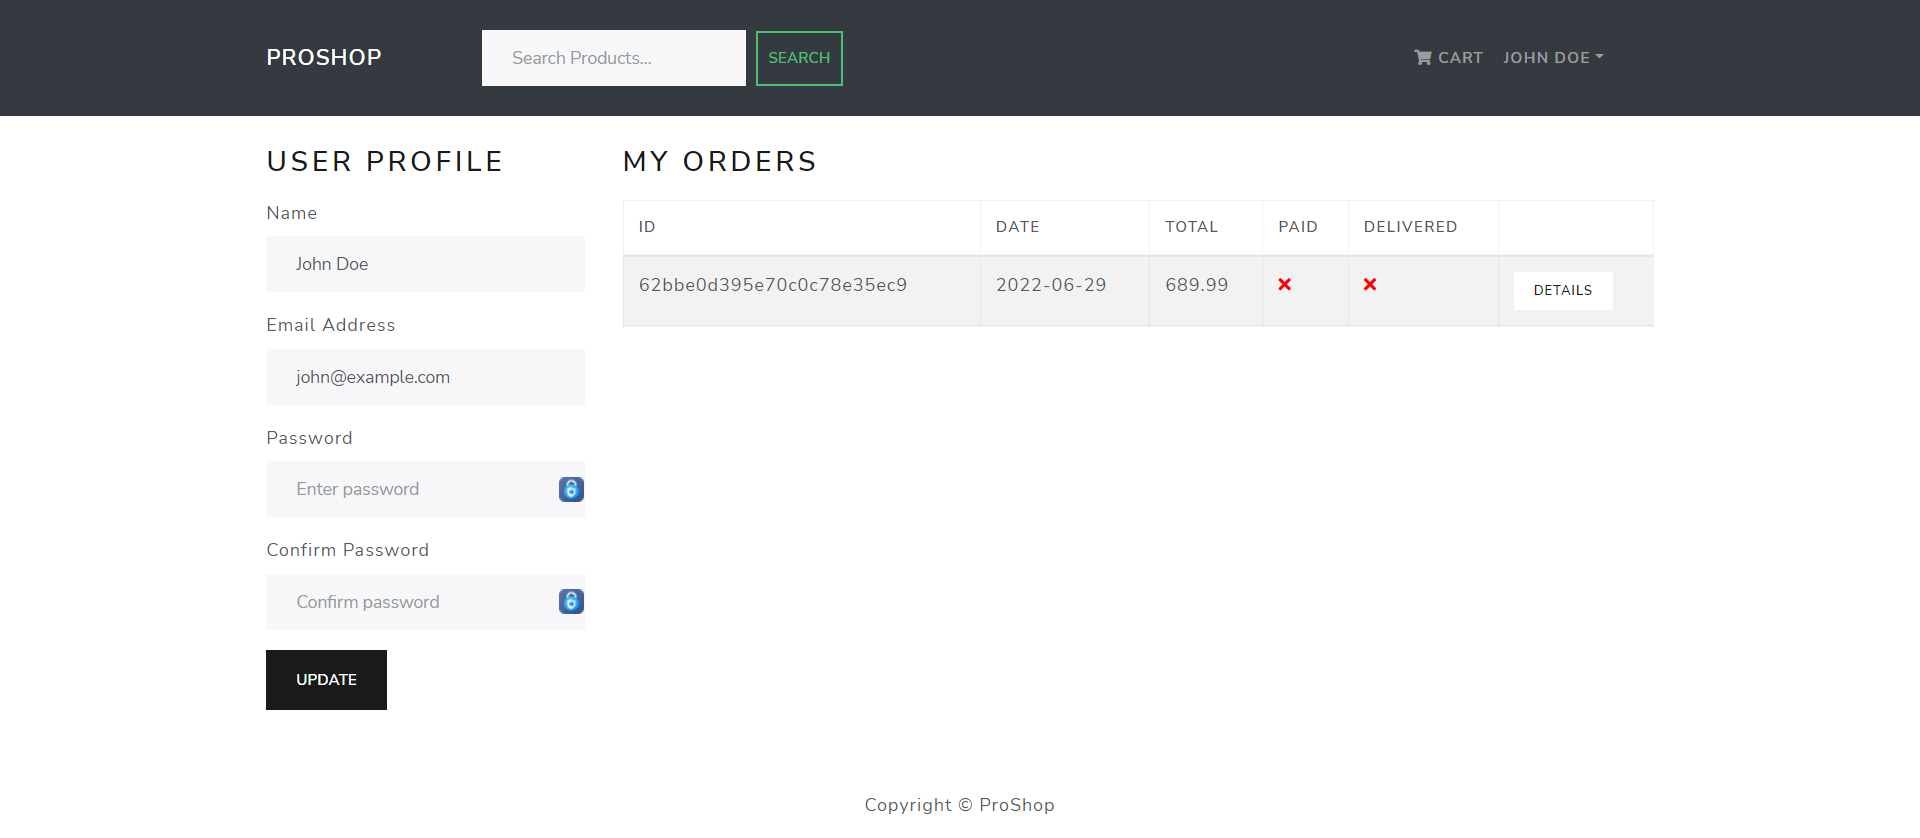 PROSHOP
Search Products...
SEARCH
CART
JOHN DOE
USER PROFILE
Name
John Doe
Email Address
john@example.com
Password
Enter password
Confirm Password
Confirm password
UPDATE
MY ORDERS
ID DATE TOTAL PAID DELIVERED
62bbe0d395e70c0c78e35ec9 2022-06-29 689.99 DETAILS
Copyright © ProShop